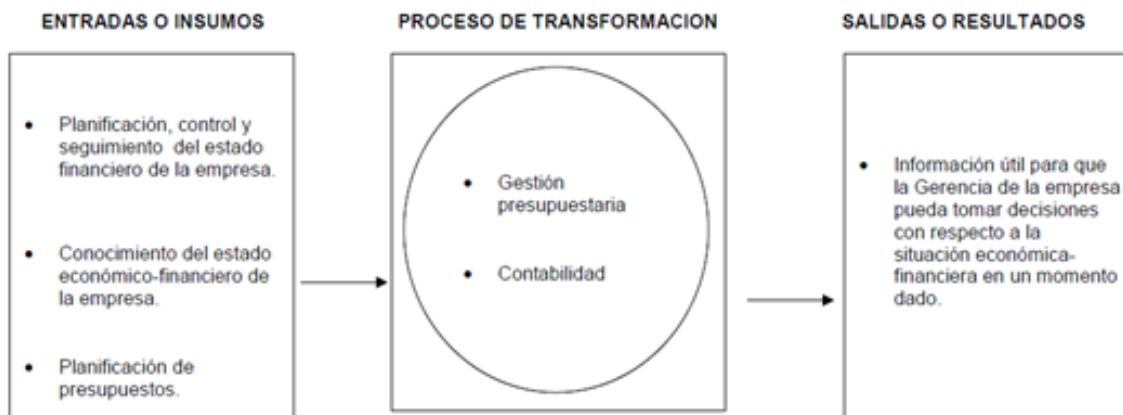 ENTRADAS O INSUMOS
PROCESO DE TRANSFORMACION
SALIDAS O RESULTADOS
• Planificación, control y
seguimiento del estado
financiero de la empresa.
• Conocimiento del estado
económico-financiero de
la empresa.
• Planificación de
presupuestos.
• Gestión
presupuestaria
• Contabilidad
• Información útil para que
la Gerencia de la empresa
pueda tomar decisiones
con respecto a la
situación económica-
financiera en un momento
dado.